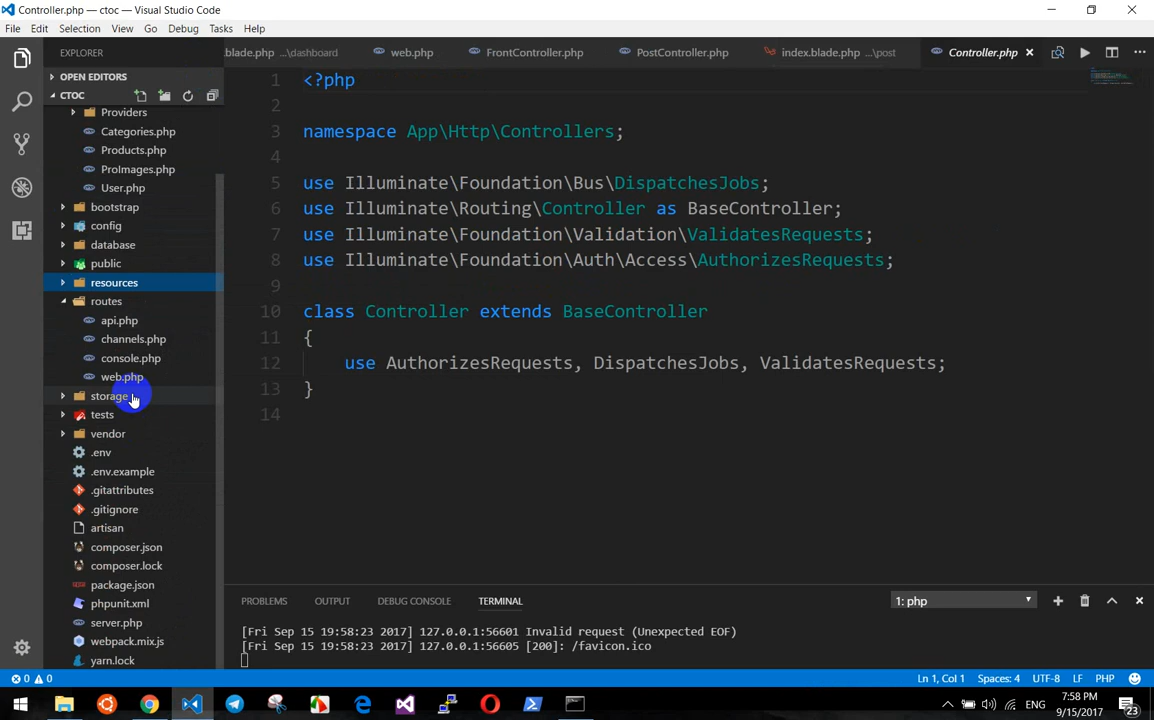 Controller.php — ctoc — Visual Studio Code
File Edit Selection View Go Debug Tasks Help
EXPLORER
.blade.php ...\dashboard web.php FrontController.php PostController.php index.blade.php ...\post Controller.php
OPEN EDITORS
CTOC
Providers
Categories.php
Products.php
ProImages.php
User.php
bootstrap
config
database
public
resources
routes
api.php
channels.php
console.php
web.php
storage
tests
vendor
.env
.env.example
.gitattributes
.gitignore
artisan
composer.json
composer.lock
package.json
phpunit.xml
server.php
webpack.mix.js
yarn.lock
1 <?php
2
3 namespace App\Http\Controllers;
4
5 use Illuminate\Foundation\Bus\DispatchesJobs;
6 use Illuminate\Routing\Controller as BaseController;
7 use Illuminate\Foundation\Validation\ValidatesRequests;
8 use Illuminate\Foundation\Auth\Access\AuthorizesRequests;
9
10 class Controller extends BaseController
11 {
12 use AuthorizesRequests, DispatchesJobs, ValidatesRequests;
13 }
14
PROBLEMS OUTPUT DEBUG CONSOLE TERMINAL 1: php
[Fri Sep 15 19:58:23 2017] 127.0.0.1:56601 Invalid request (Unexpected EOF)
[Fri Sep 15 19:58:23 2017] 127.0.0.1:56605 [200]: /favicon.ico
0 0 Ln 1, Col 1 Spaces: 4 UTF-8 LF PHP
ENG 7:58 PM
9/15/2017 23